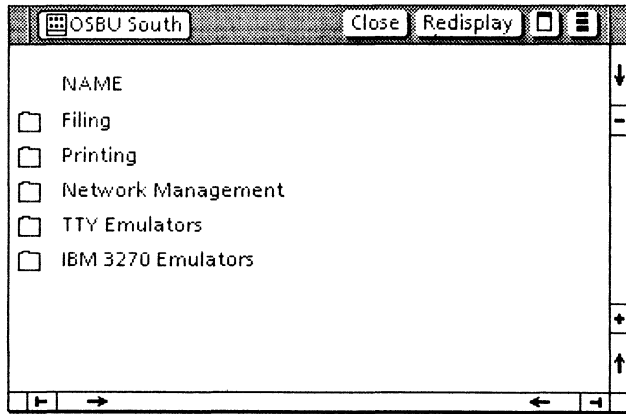 OSBU South Close Redisplay
NAME
Filing
Printing
Network Management
TTY Emulators
IBM 3270 Emulators